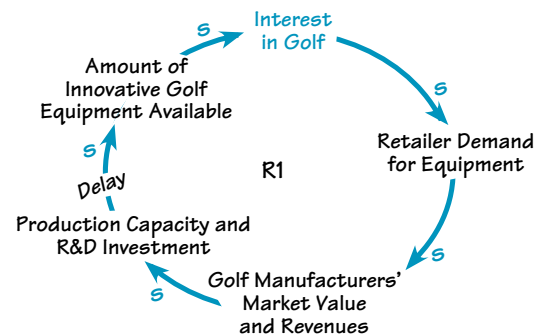 Interest
in Golf
s
s
Retailer Demand
for Equipment
s
Golf Manufacturers'
Market Value
and Revenues
s
Production Capacity and
R&D Investment
Delay
s
Amount of
Innovative Golf
Equipment Available
R1